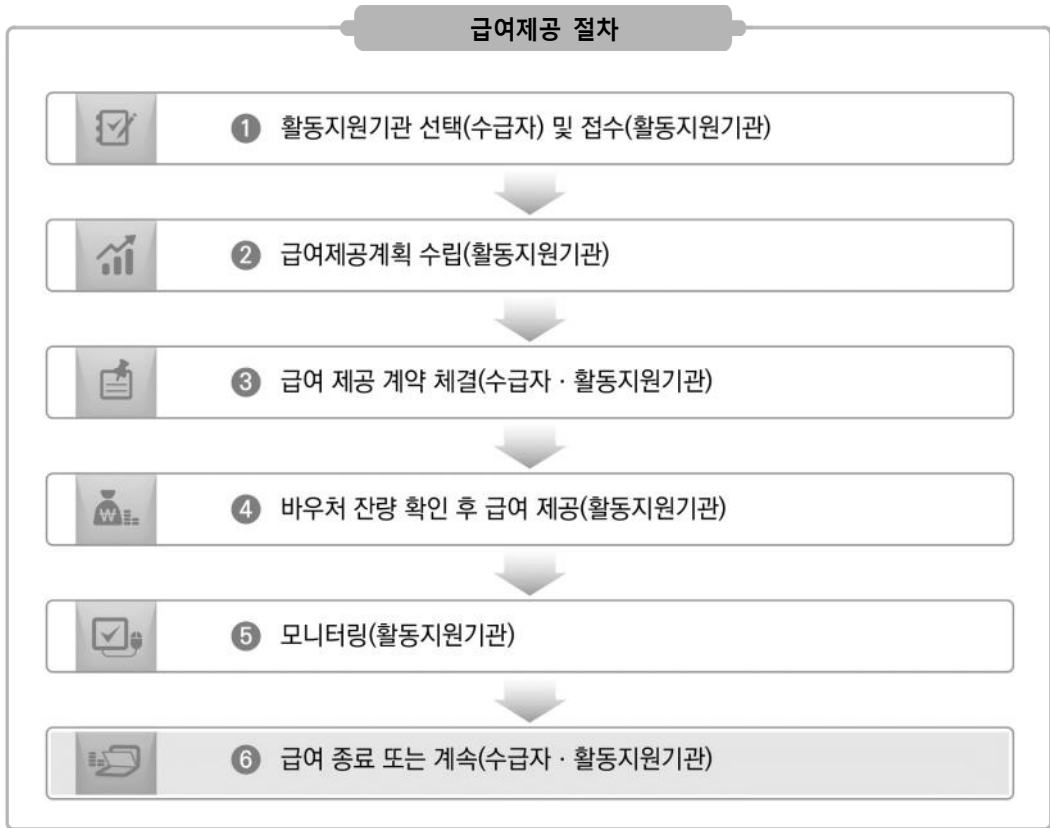 급여제공 절차
❶ 활동지원기관 선택(수급자) 및 접수(활동지원기관)
❷ 급여제공계획 수립(활동지원기관)
❸ 급여 제공 계약 체결(수급자 · 활동지원기관)
❹ 바우처 잔량 확인 후 급여 제공(활동지원기관)
❺ 모니터링(활동지원기관)
❻ 급여 종료 또는 계속(수급자 · 활동지원기관)